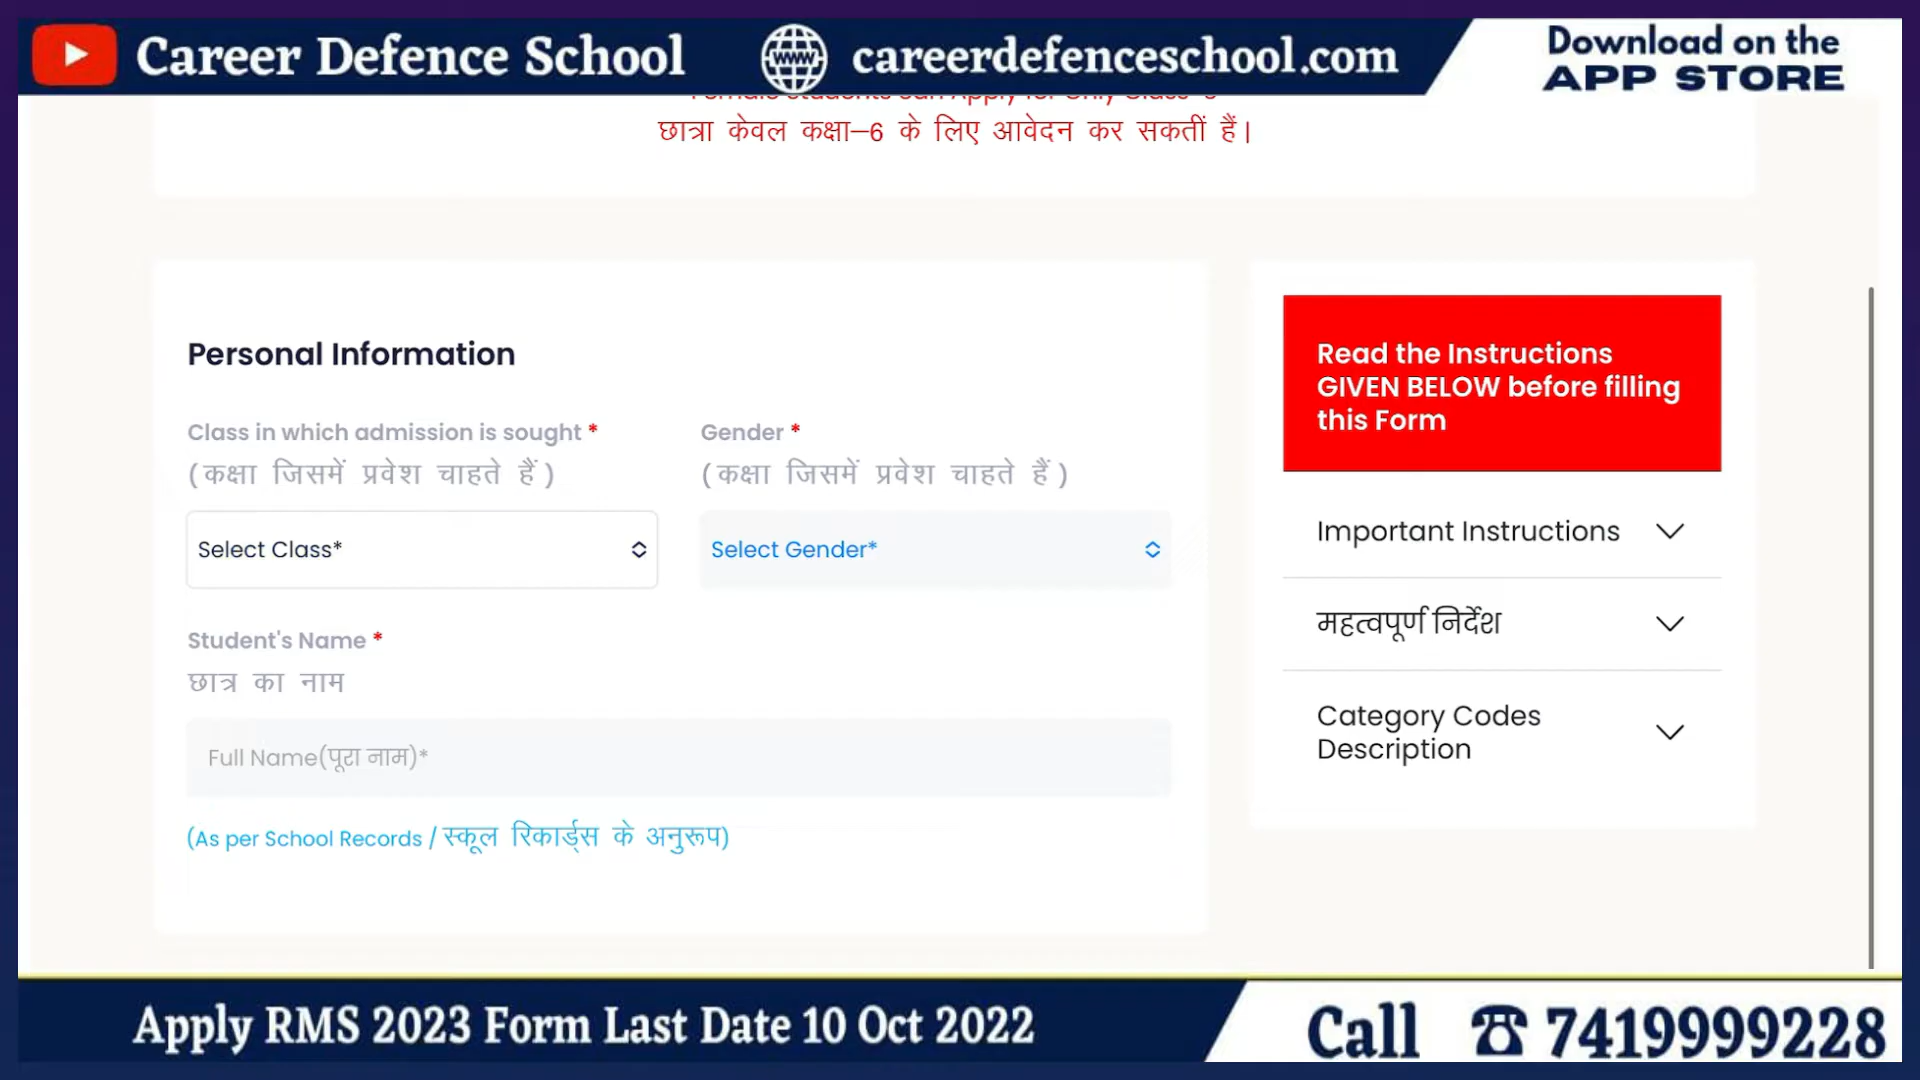 Career Defence School
careerdefenceschool.com
Download on the
APP STORE
छात्रा केवल कक्षा–6 के लिए आवेदन कर सकतीं हैं।
Personal Information
Class in which admission is sought *
(कक्षा जिसमें प्रवेश चाहते हैं)
Select Class*
Gender *
(कक्षा जिसमें प्रवेश चाहते हैं)
Select Gender*
Student's Name *
छात्र का नाम
Full Name(पूरा नाम)*
(As per School Records / स्कूल रिकार्ड्स के अनुरूप)
Read the Instructions
GIVEN BELOW before filling
this Form
Important Instructions
महत्वपूर्ण निर्देश
Category Codes
Description
Apply RMS 2023 Form Last Date 10 Oct 2022
Call ☎ 7419999228